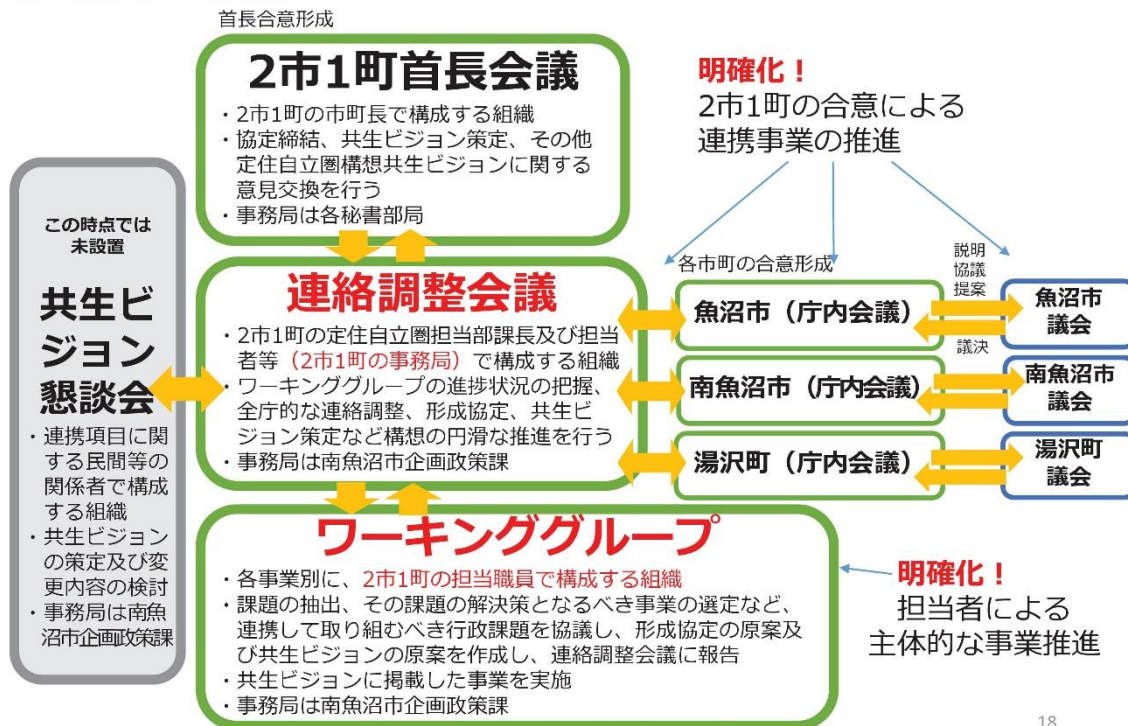 首長合意形成
2市1町首長会議
・2市1町の市町長で構成する組織
・協定締結、共生ビジョン策定、その他
定住自立圏構想共生ビジョンに関する
意見交換を行う
・事務局は各秘書部局
明確化！
2市1町の合意による
連携事業の推進
この時点では
未設置
共生ビ
ジョン
懇談会
・連携項目に関
する民間等の
関係者で構成
する組織
・共生ビジョン
の策定及び変
更内容の検討
・事務局は南魚
沼市企画政策課
連絡調整会議
・2市1町の定住自立圏担当部課長及び担当
者等（2市1町の事務局）で構成する組織
・ワーキンググループの進捗状況の把握、
全庁的な連絡調整、形成協定、共生ビ
ジョン策定など構想の円滑な推進を行う
・事務局は南魚沼市企画政策課
各市町の合意形成
魚沼市（庁内会議）
南魚沼市（庁内会議）
湯沢町（庁内会議）
説明
協議
提案
議決
魚沼市
議会
南魚沼市
議会
湯沢町
議会
ワーキンググループ
・各事業別に、2市1町の担当職員で構成する組織
・課題の抽出、その課題の解決策となるべき事業の選定など、
連携して取り組むべき行政課題を協議し、形成協定の原案及
び共生ビジョンの原案を作成し、連絡調整会議に報告
・共生ビジョンに掲載した事業を実施
・事務局は南魚沼市企画政策課
明確化！
担当者による
主体的な事業推進
18